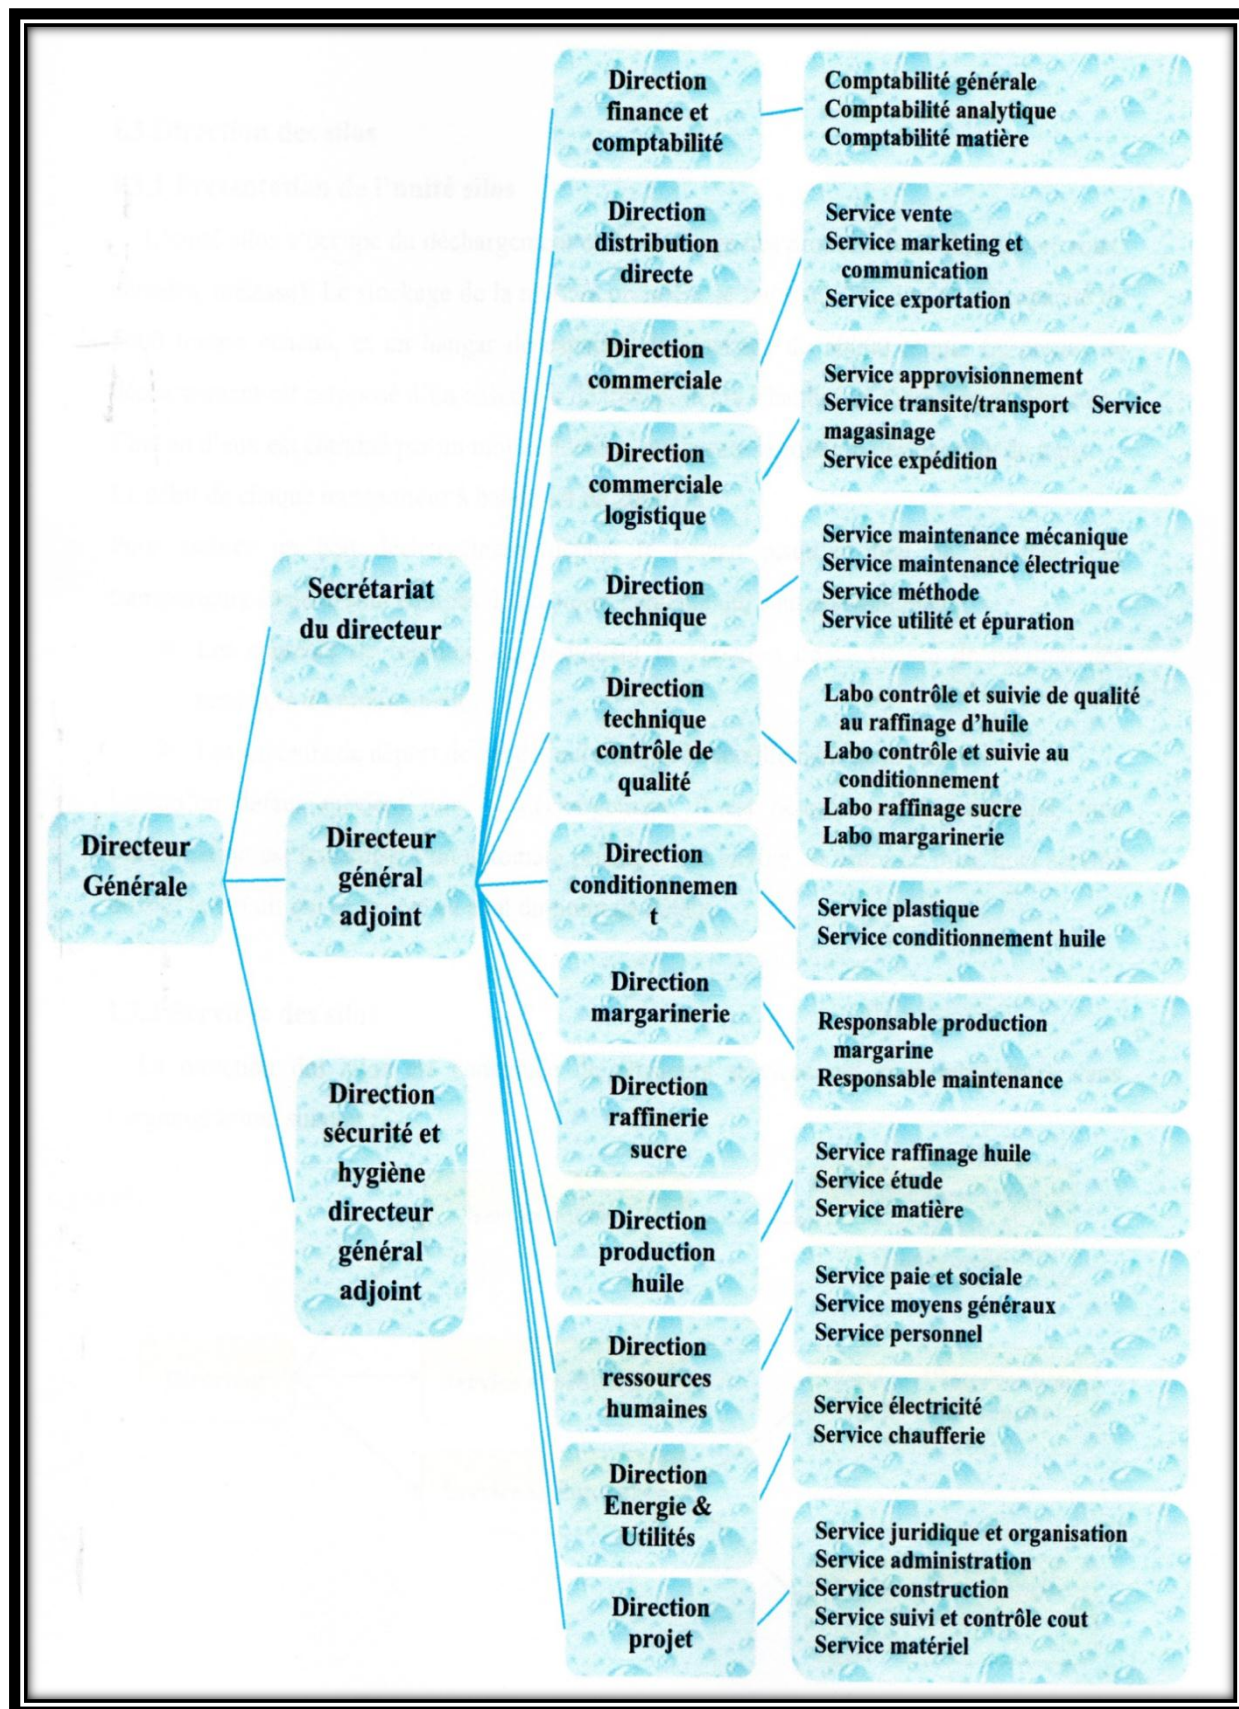 Directeur
Générale
Secrétariat
du directeur
Directeur
général
adjoint
Direction
sécurité et
hygiène
directeur
général
adjoint
Direction
finance et
comptabilité
Comptabilité générale
Comptabilité analytique
Comptabilité matière
Direction
distribution
directe
Direction
commerciale
Service vente
Service marketing et
communication
Service exportation
Direction
commerciale
logistique
Service approvisionnement
Service transite/transport Service
magasinage
Service expédition
Direction
technique
Service maintenance mécanique
Service maintenance électrique
Service méthode
Service utilité et épuration
Direction
technique
contrôle de
qualité
Labo contrôle et suivie de qualité
au raffinage d’huile
Labo contrôle et suivie au
conditionnement
Labo raffinage sucre
Labo margarinerie
Direction
conditionnemen
t
Service plastique
Service conditionnement huile
Direction
margarinerie
Responsable production
margarine
Responsable maintenance
Direction
raffinerie
sucre
Direction
production
huile
Service raffinage huile
Service étude
Service matière
Direction
ressources
humaines
Service paie et sociale
Service moyens généraux
Service personnel
Direction
Energie &
Utilités
Service électricité
Service chaufferie
Direction
projet
Service juridique et organisation
Service administration
Service construction
Service suivi et contrôle cout
Service matériel